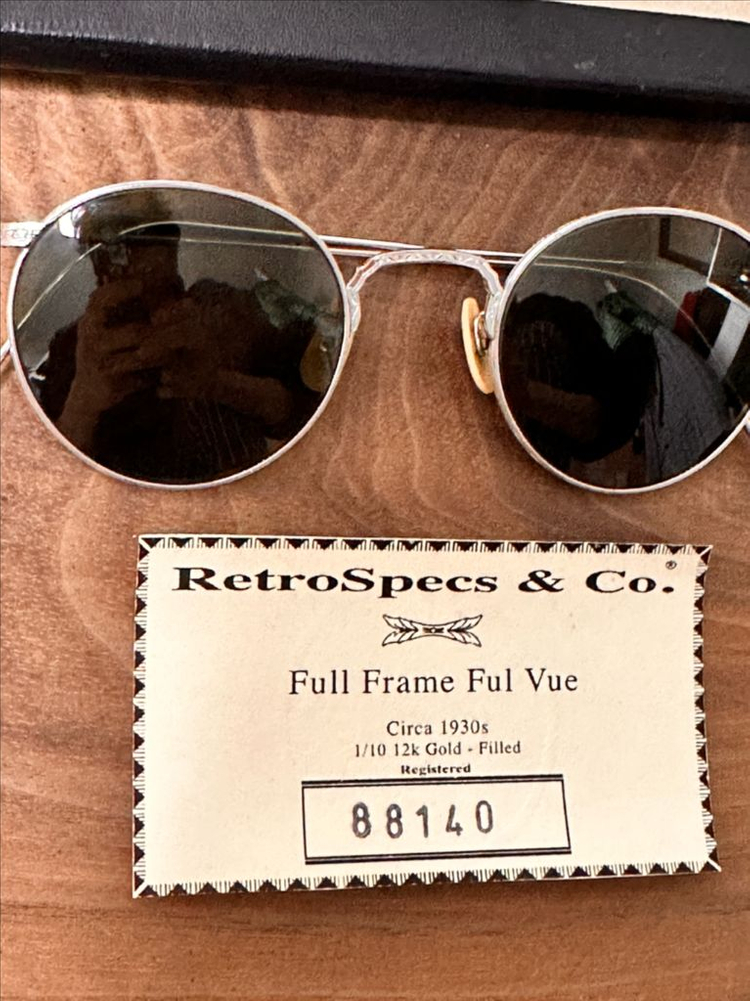 RetroSpecs & Co.®
Full Frame Ful Vue
Circa 1930s
1/10 12k Gold - Filled
Registered
88140